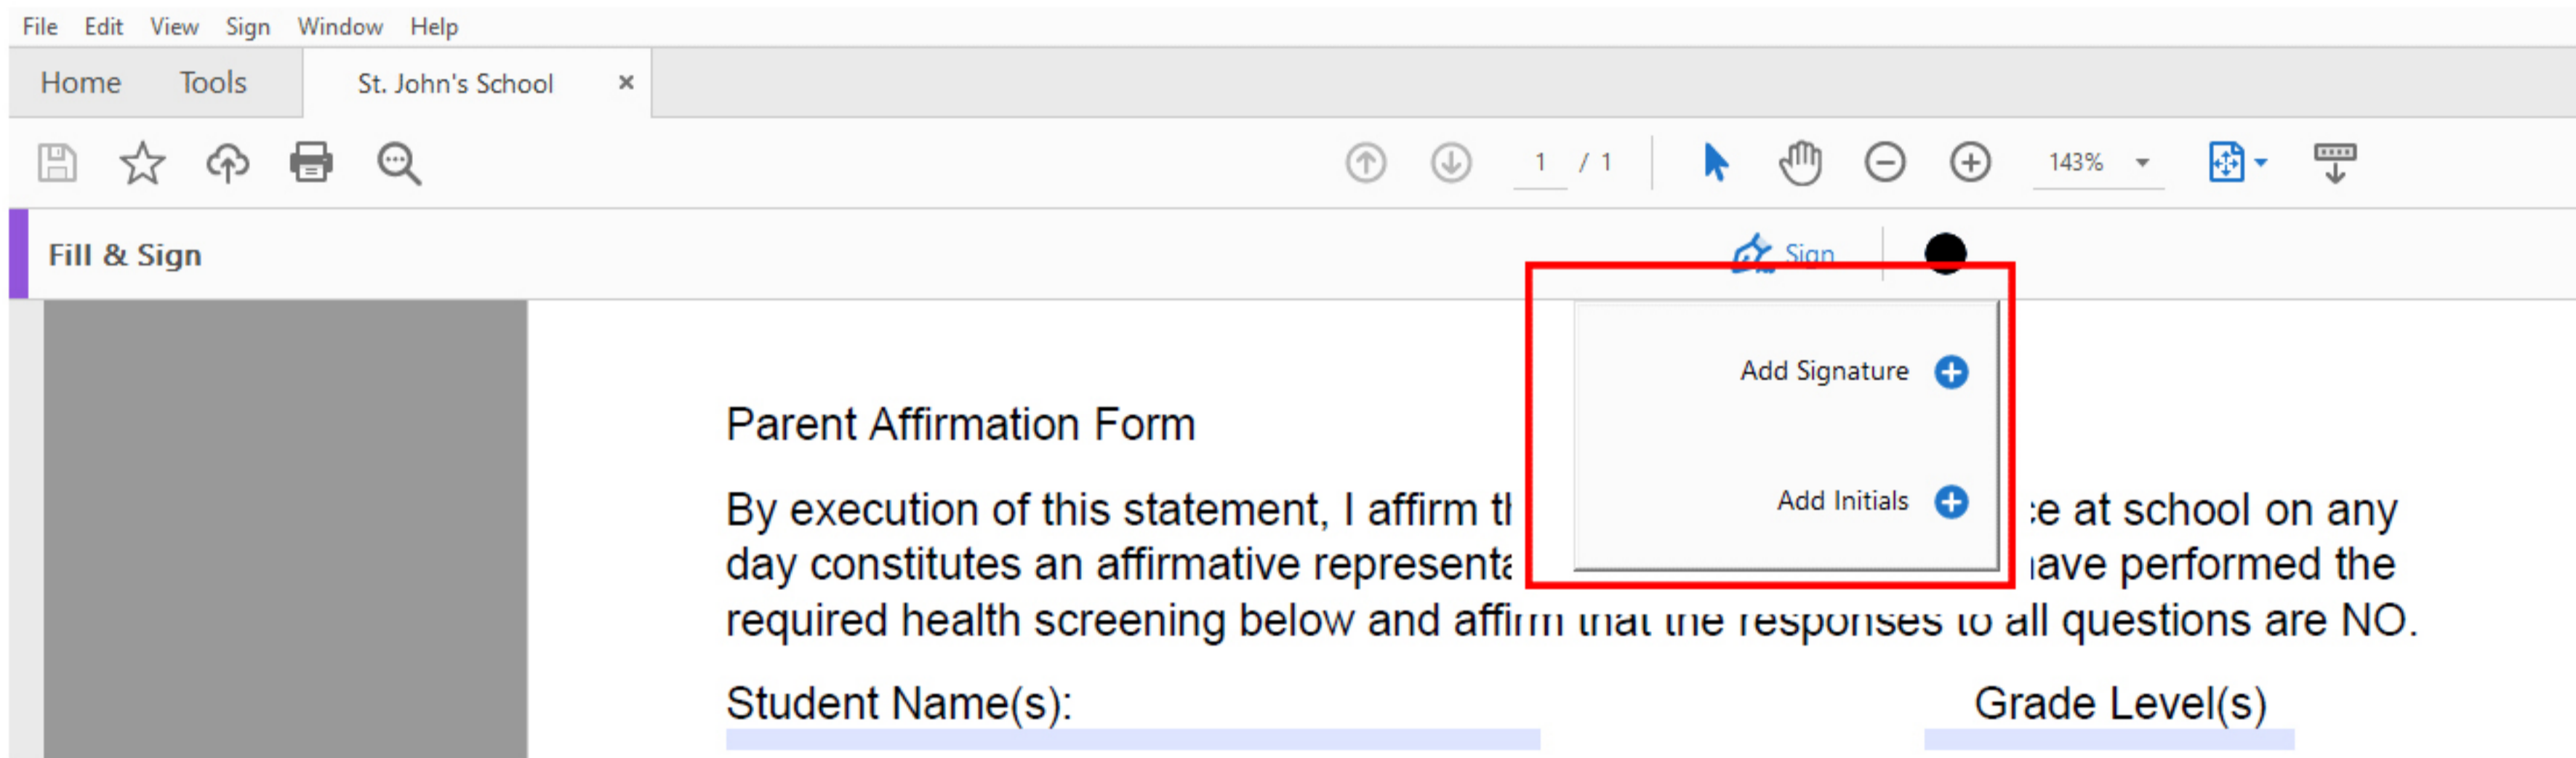 File Edit View Sign Window Help
Home Tools St. John's School ×
1 / 1 143%
Fill & Sign Sign
Add Signature
Parent Affirmation Form
Add Initials
By execution of this statement, I affirm at school on any
day constitutes an affirmative performed the
required health screening below and affirm that the responses to all questions are NO.
Student Name(s): Grade Level(s)